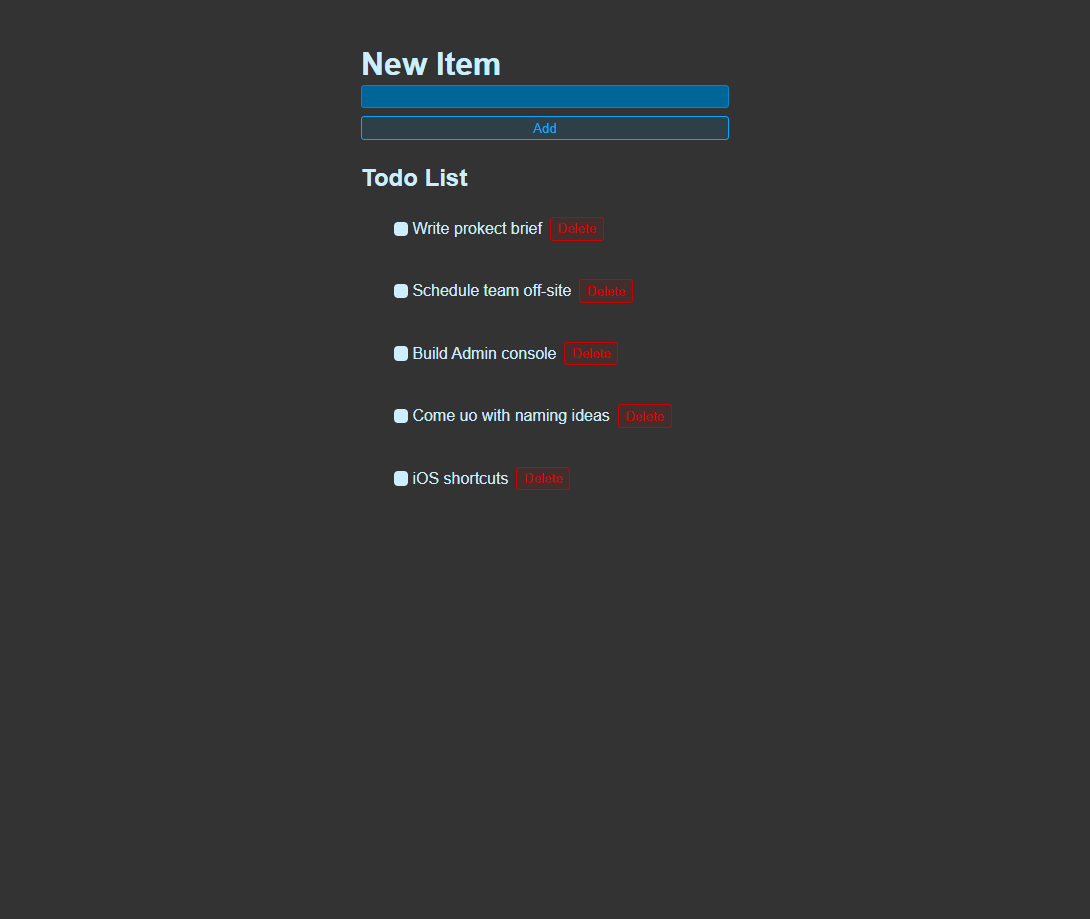 New Item
Add
Todo List
Write prokect brief Delete
Schedule team off-site Delete
Build Admin console Delete
Come uo with naming ideas Delete
iOS shortcuts Delete